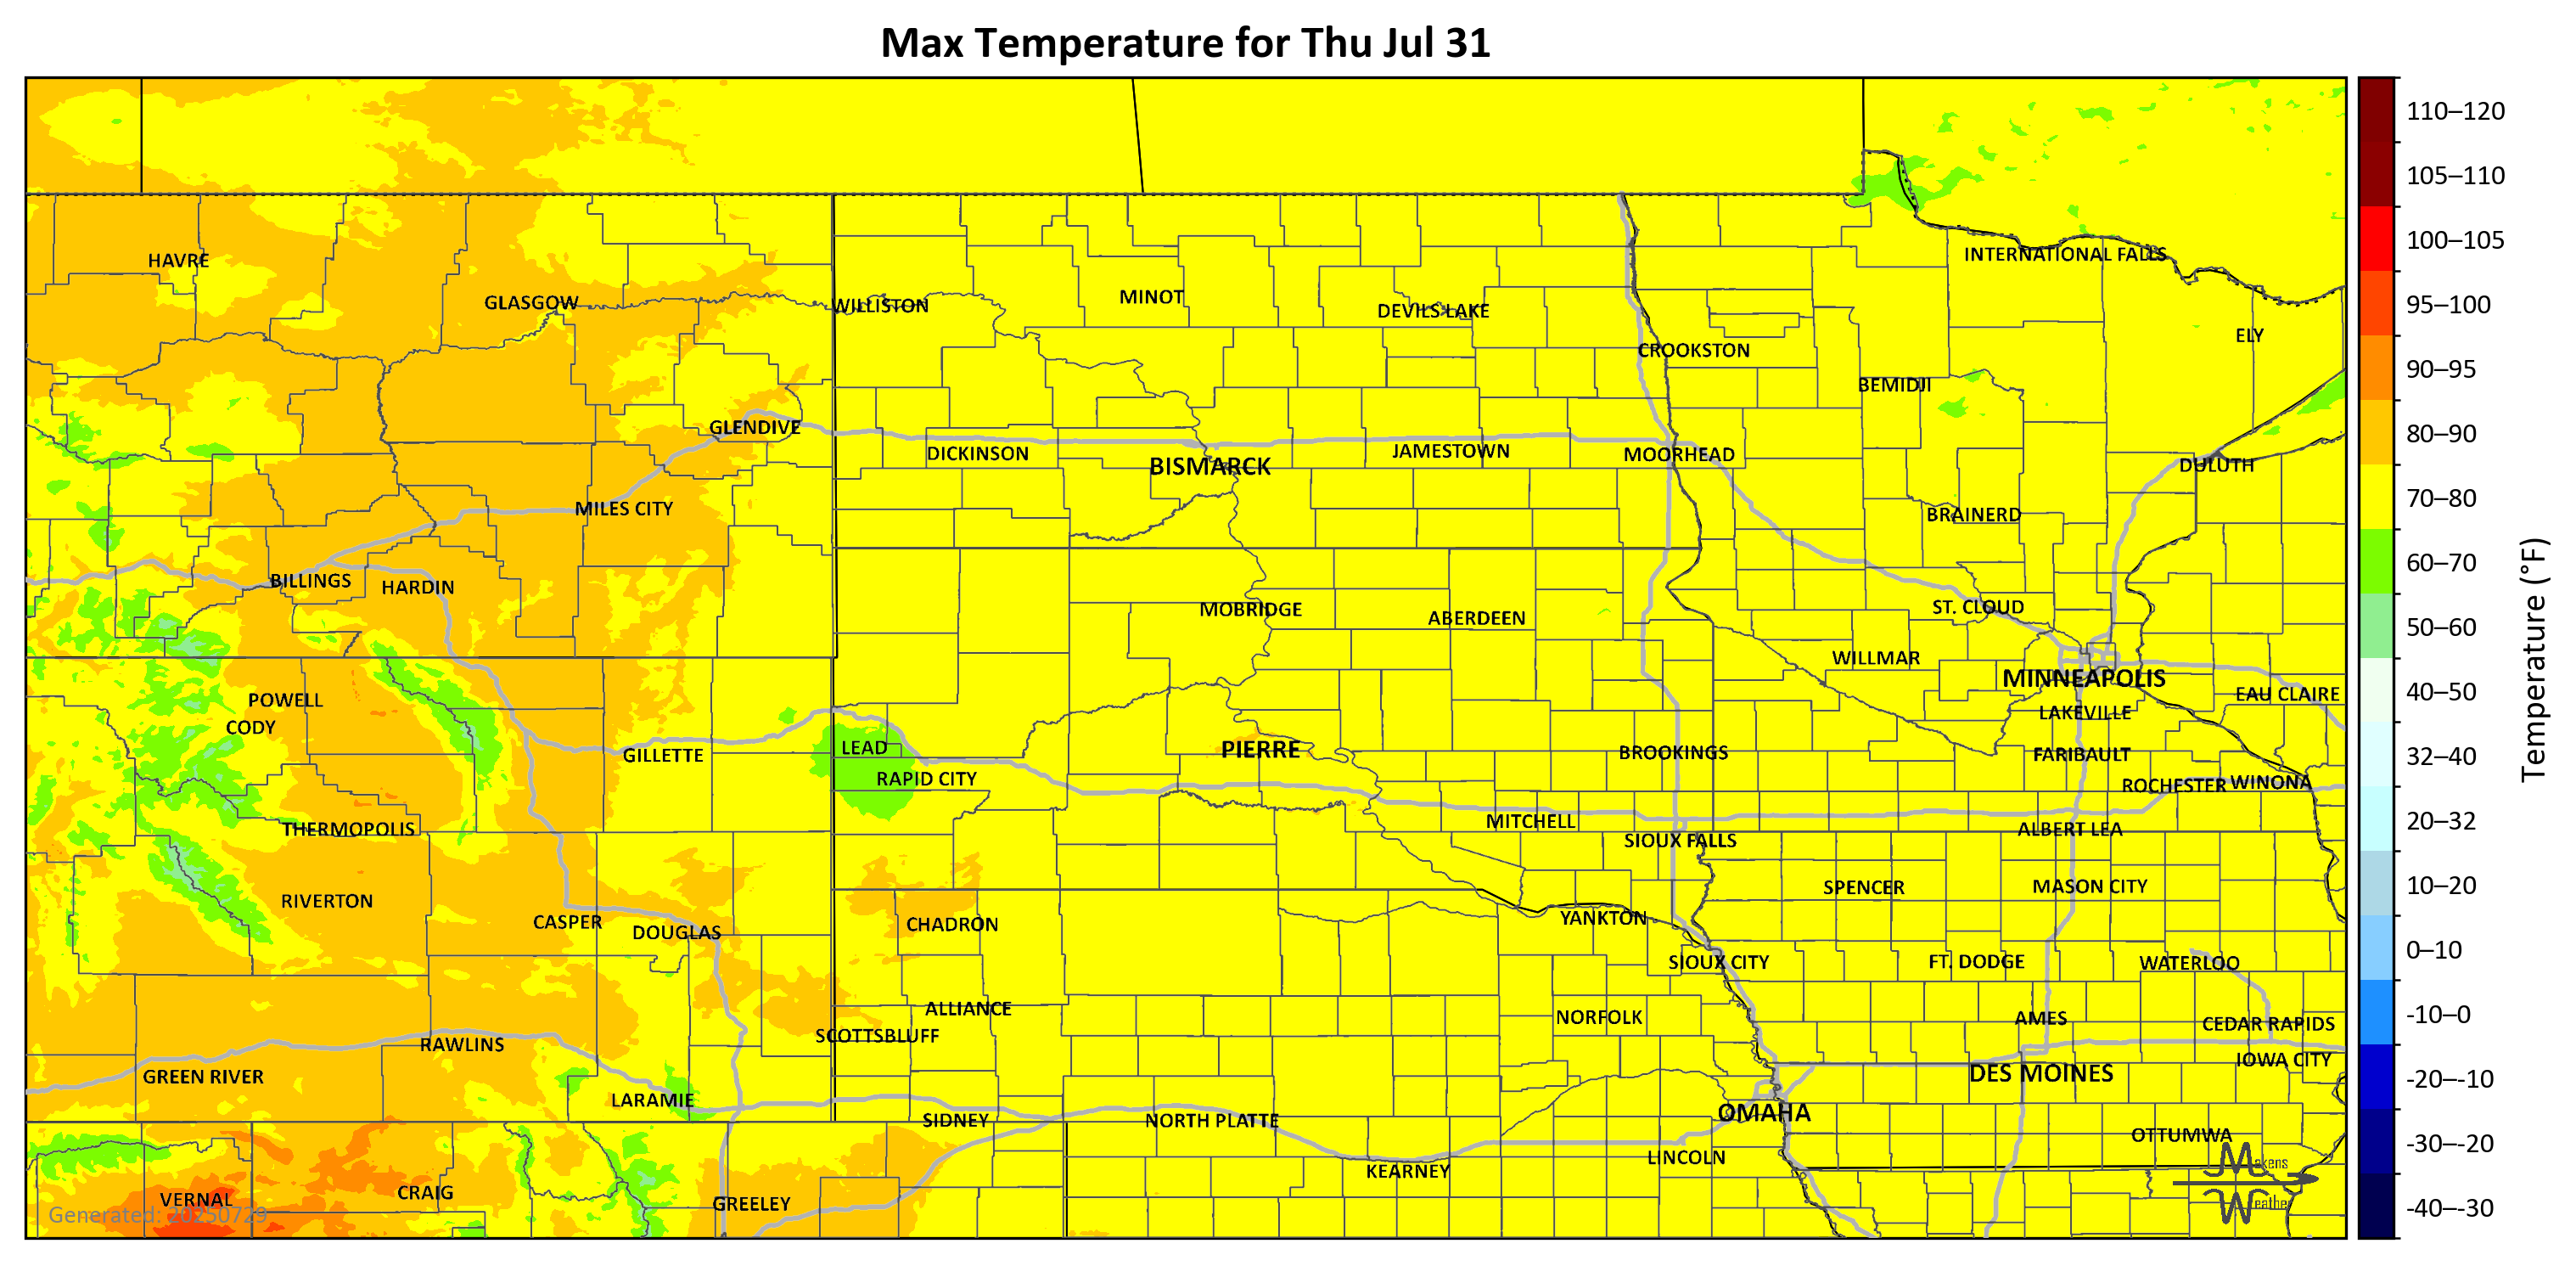 Max Temperature for Thu Jul 31
110–120
105–110
100–105
95–100
90–95
80–90
70–80
60–70
50–60
40–50
32–40
20–32
10–20
0–10
-10–0
-20–-10
-30–-20
-40–-30
Temperature (°F)
HAVRE
GLASGOW
WILLISTON
MINOT
DEVILS LAKE
INTERNATIONAL FALLS
ELY
CROOKSTON
BEMIDJI
GLENDIVE
DICKINSON
BISMARCK
JAMESTOWN
MOORHEAD
DULUTH
MILES CITY
BRAINERD
BILLINGS
HARDIN
MOBRIDGE
ABERDEEN
ST. CLOUD
WILLMAR
MINNEAPOLIS
EAU CLAIRE
POWELL
CODY
LAKEVILLE
GILLETTE
LEAD
PIERRE
BROOKINGS
FARIBAULT
RAPID CITY
ROCHESTER
WINONA
THERMOPOLIS
MITCHELL
SIOUX FALLS
ALBERT LEA
RIVERTON
SPENCER
MASON CITY
CASPER
DOUGLAS
CHADRON
YANKTON
SIOUX CITY
FT. DODGE
WATERLOO
ALLIANCE
NORFOLK
AMES
CEDAR RAPIDS
SCOTTSBLUFF
RAWLINS
IOWA CITY
GREEN RIVER
DES MOINES
LARAMIE
SIDNEY
NORTH PLATTE
OMAHA
OTTUMWA
LINCOLN
KEARNEY
VERNAL
CRAIG
GREELEY
Generated: 20250729
Makens
Weather